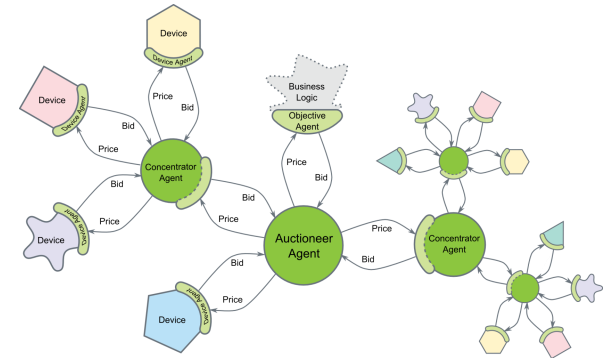 Device
Device Agent
Price
Bid
Device
Device Agent
Bid
Price
Concentrator
Agent
Bid
Price
Device
Device Agent
Business
Logic
Objective
Agent
Price
Bid
Bid
Price
Auctioneer
Agent
Price
Bid
Concentrator
Agent
Bid
Price
Device
Device Agent